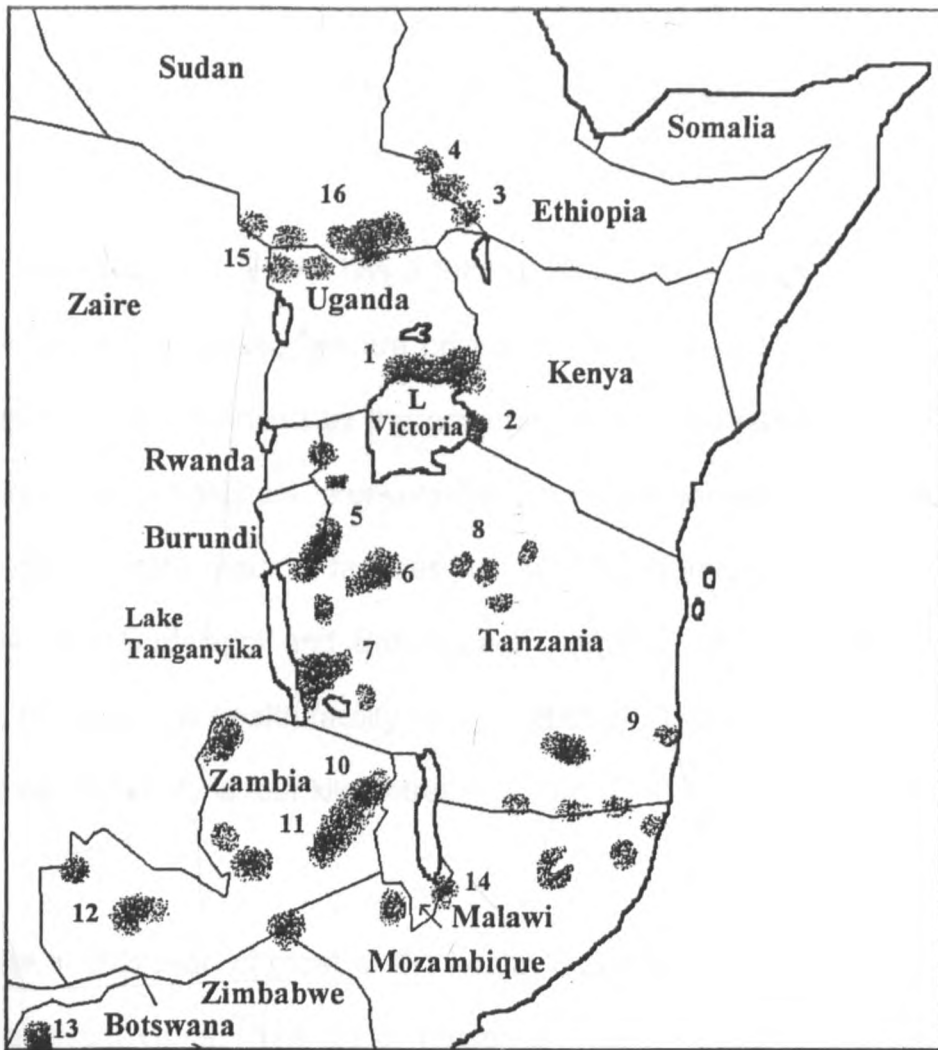 Sudan
Somalia
4
16
3
Ethiopia
15
Zaire
Uganda
1
Kenya
L
Victoria
2
Rwanda
5
8
Burundi
6
Lake
Tanganyika
Tanzania
7
9
10
Zambia
11
14
12
Malawi
Mozambique
Zimbabwe
13
Botswana